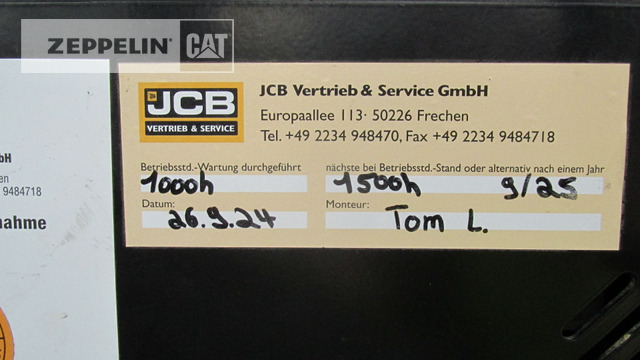 ZEPPELIN CAT
JCB
VERTRIEB & SERVICE
JCB Vertrieb & Service GmbH
Europaallee 113· 50226 Frechen
Tel. +49 2234 948470, Fax +49 2234 9484718
Betriebsstd.-Wartung durchgeführt
1000h
nächste bei Betriebsstd.-Stand oder alternativ nach einem Jahr
1500h 9/25
Datum:
26.9.24
Monteur:
Tom L.
bH
en
9484718
nahme